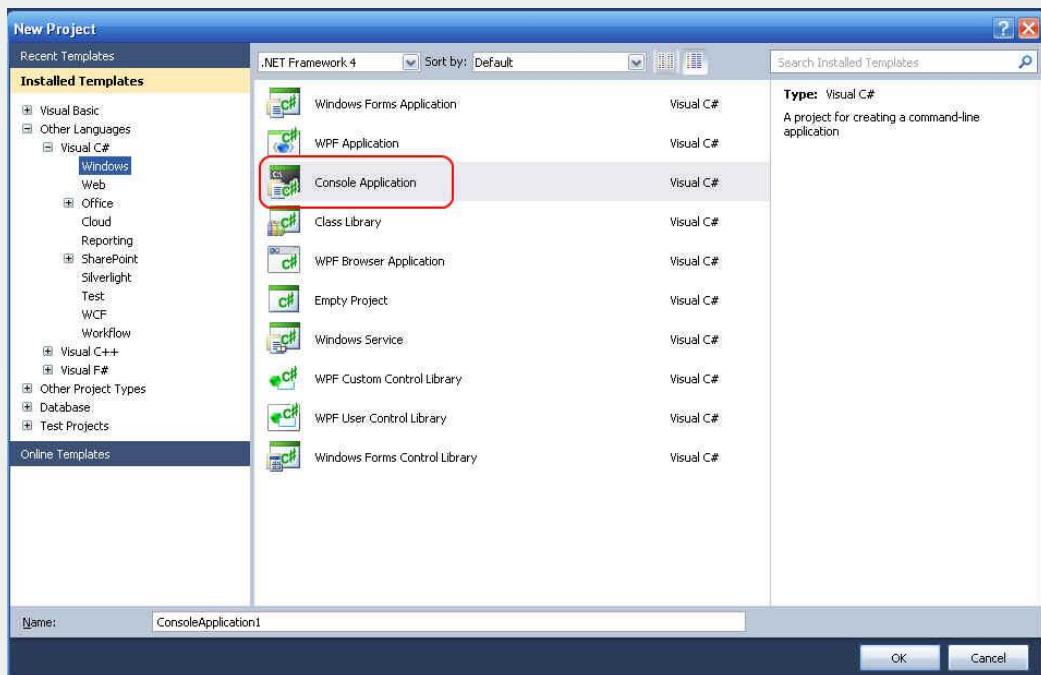 New Project
Recent Templates
Installed Templates
Visual Basic
Other Languages
Visual C#
Windows
Web
Office
Cloud
Reporting
SharePoint
Silverlight
Test
WCF
Workflow
Visual C++
Visual F#
Other Project Types
Database
Test Projects
Online Templates
.NET Framework 4 Sort by: Default
Windows Forms Application Visual C#
WPF Application Visual C#
Console Application Visual C#
Class Library Visual C#
WPF Browser Application Visual C#
Empty Project Visual C#
Windows Service Visual C#
WPF Custom Control Library Visual C#
WPF User Control Library Visual C#
Windows Forms Control Library Visual C#
Search Installed Templates
Type: Visual C#
A project for creating a command-line
application
Name: ConsoleApplication1
OK Cancel